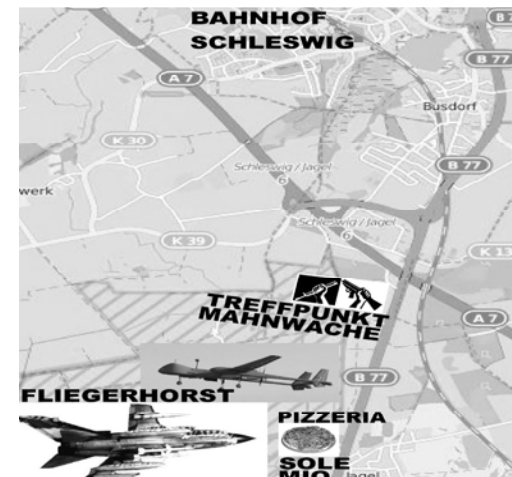 BAHNHOF
SCHLESWIG
B 77
A 7
Busdorf
K 30
B 77
Schleswig / Jagel
6
werk
Schleswig / Jagel
6
K 39
K 13
TREFFPUNKT
MAHNWACHE
A 7
B 77
FLIEGERHORST
PIZZERIA
SOLE
MIO
Jagel